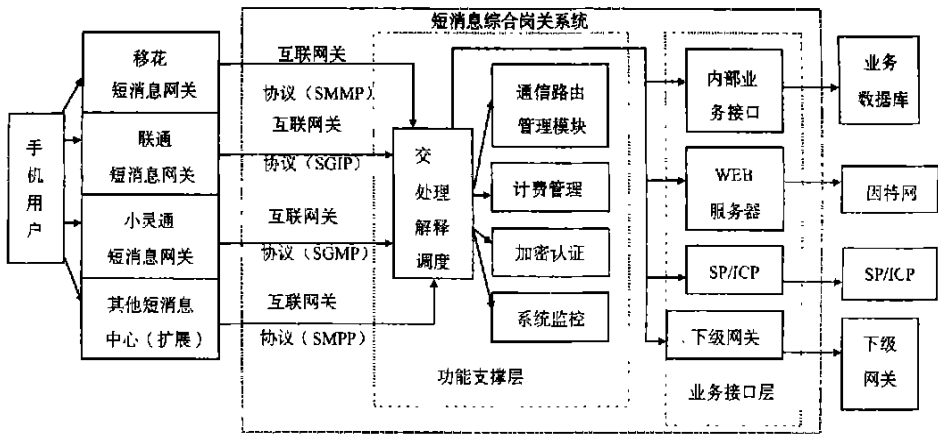 短消息综合岗关系统
手
机
用
户
移花
短消息网关
联通
短消息网关
小灵通
短消息网关
其他短消息
中心（扩展）
互联网关
协议（SMMP）
互联网关
协议（SGIP）
互联网关
协议（SGMP）
互联网关
协议（SMPP）
交
处理
解释
调度
通信路由
管理模块
计费管理
加密认证
系统监控
功能支撑层
内部业
务接口
WEB
服务器
SP/ICP
下级网关
业务接口层
业务
数据库
因特网
SP/ICP
下级
网关